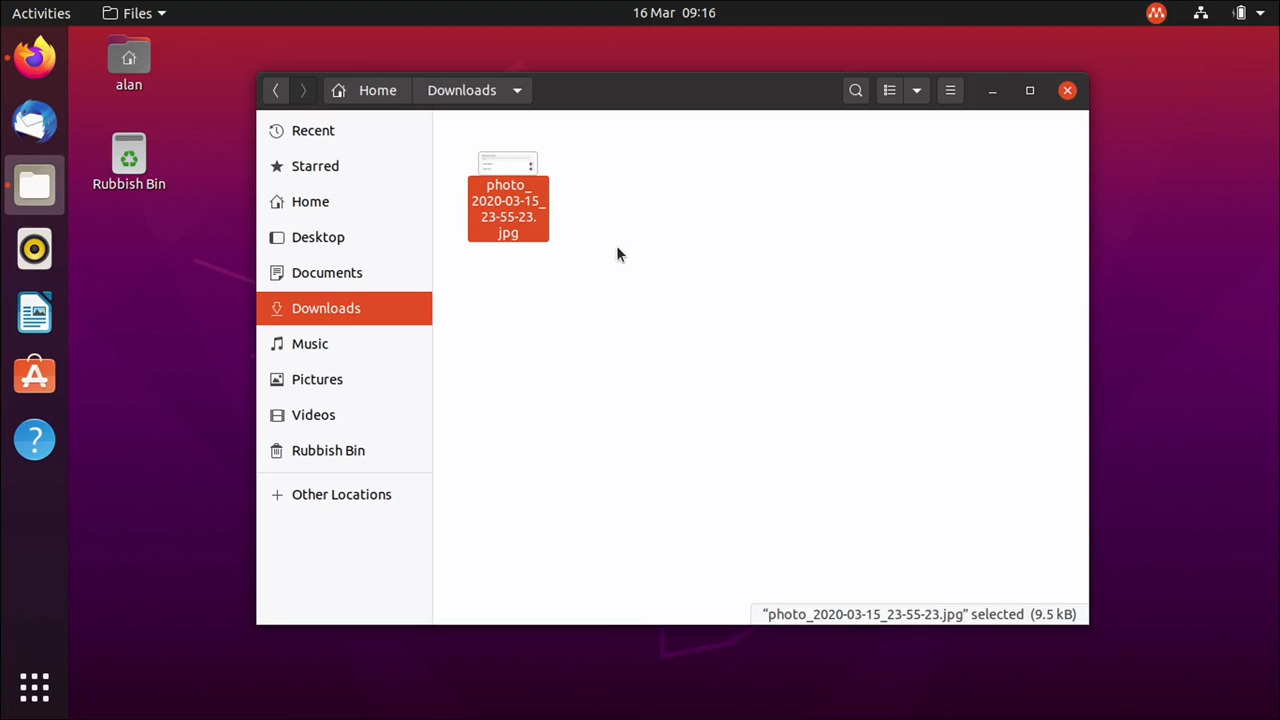 Activities
Files
16 Mar 09:16
alan
Rubbish Bin
Home
Downloads
Recent
Starred
Home
Desktop
Documents
Downloads
Music
Pictures
Videos
Rubbish Bin
Other Locations
photo_
2020-03-15_
23-55-23.
jpg
“photo_2020-03-15_23-55-23.jpg” selected (9.5 kB)